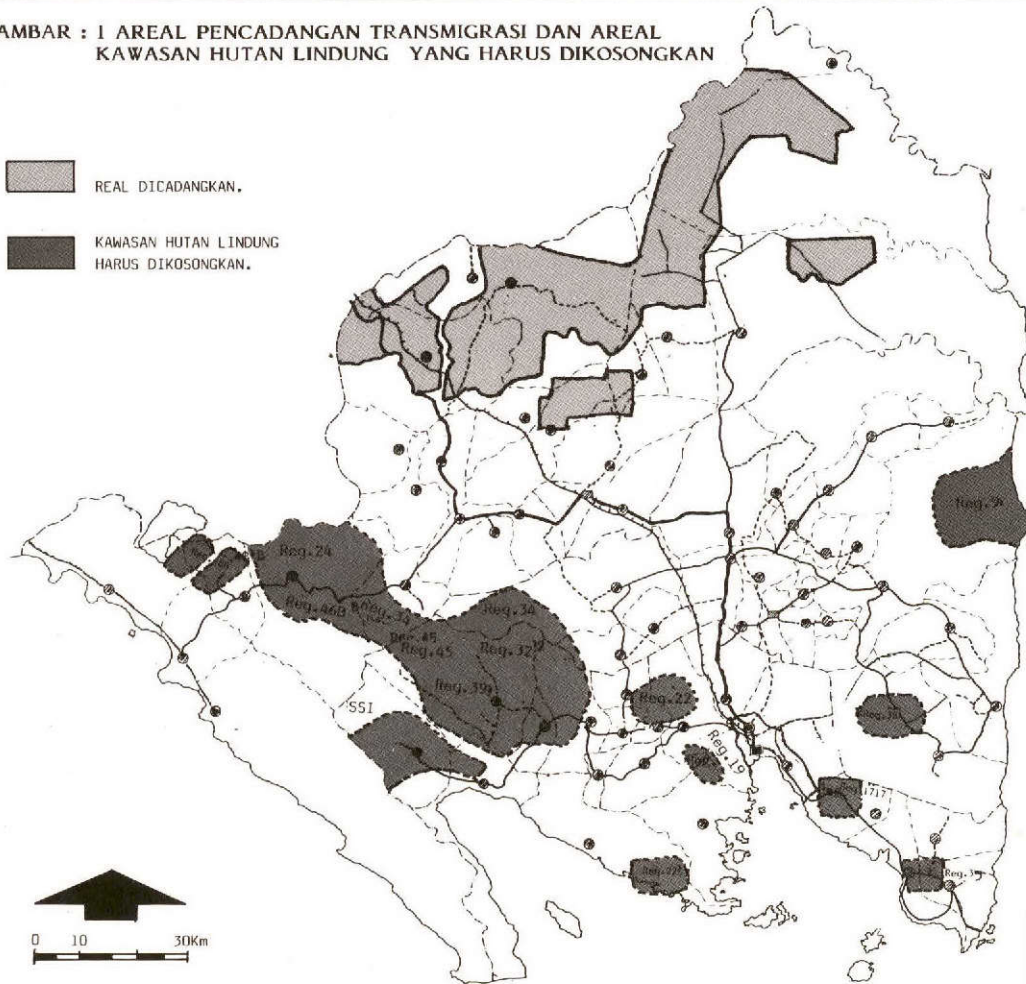 AMBAR : 1 AREAL PENCADANGAN TRANSMIGRASI DAN AREAL
KAWASAN HUTAN LINDUNG YANG HARUS DIKOSONGKAN
REAL DICADANGKAN.
KAWASAN HUTAN LINDUNG
HARUS DIKOSONGKAN.
Reg.24
Reg.46B
Reg.34
Reg.45
Reg.32
Reg.39
Reg.22
Reg.19
SSI
0 10 30Km